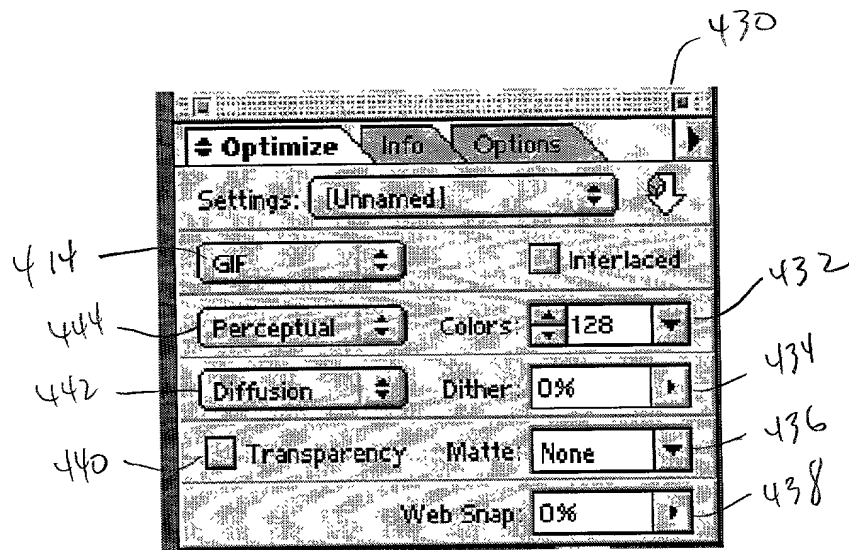 430
Optimize Info Options
Settings: [Unnamed]
414 GIF Interlaced
444 Perceptual Colors: 128 432
442 Diffusion Dither: 0% 434
440 Transparency Matte: None 436
Web Snap: 0% 438